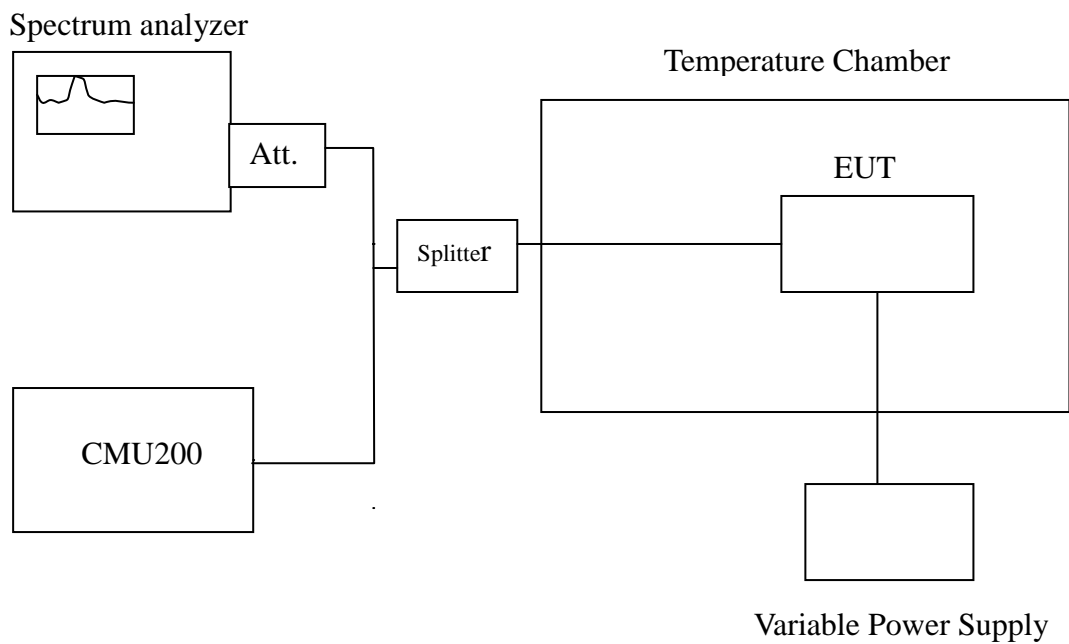 Spectrum analyzer
Temperature Chamber
Att.
EUT
Splitter
CMU200
Variable Power Supply